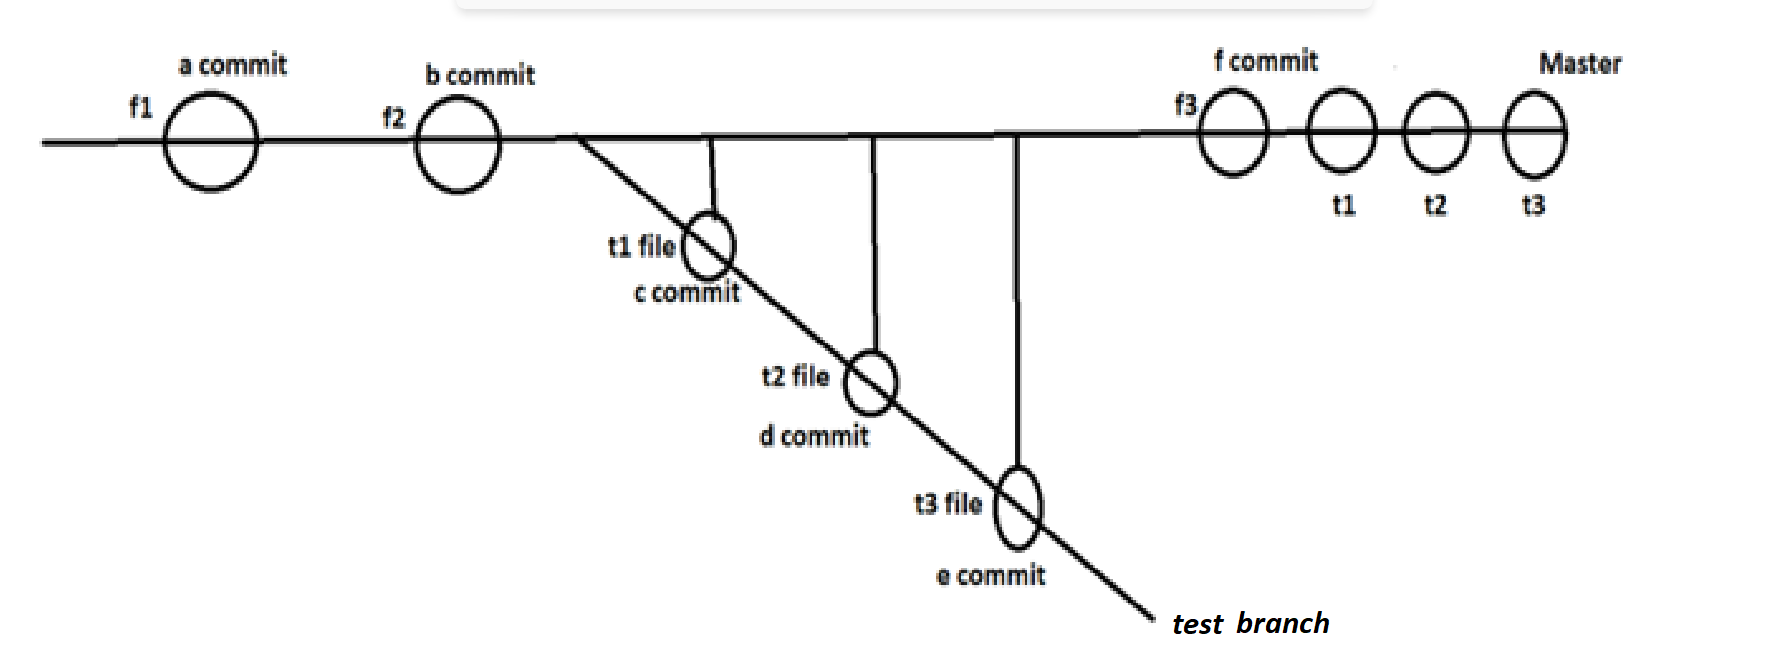 a commit
b commit
f commit
Master
f1
f2
f3
t1
t2
t3
t1 file
c commit
t2 file
d commit
t3 file
e commit
test branch